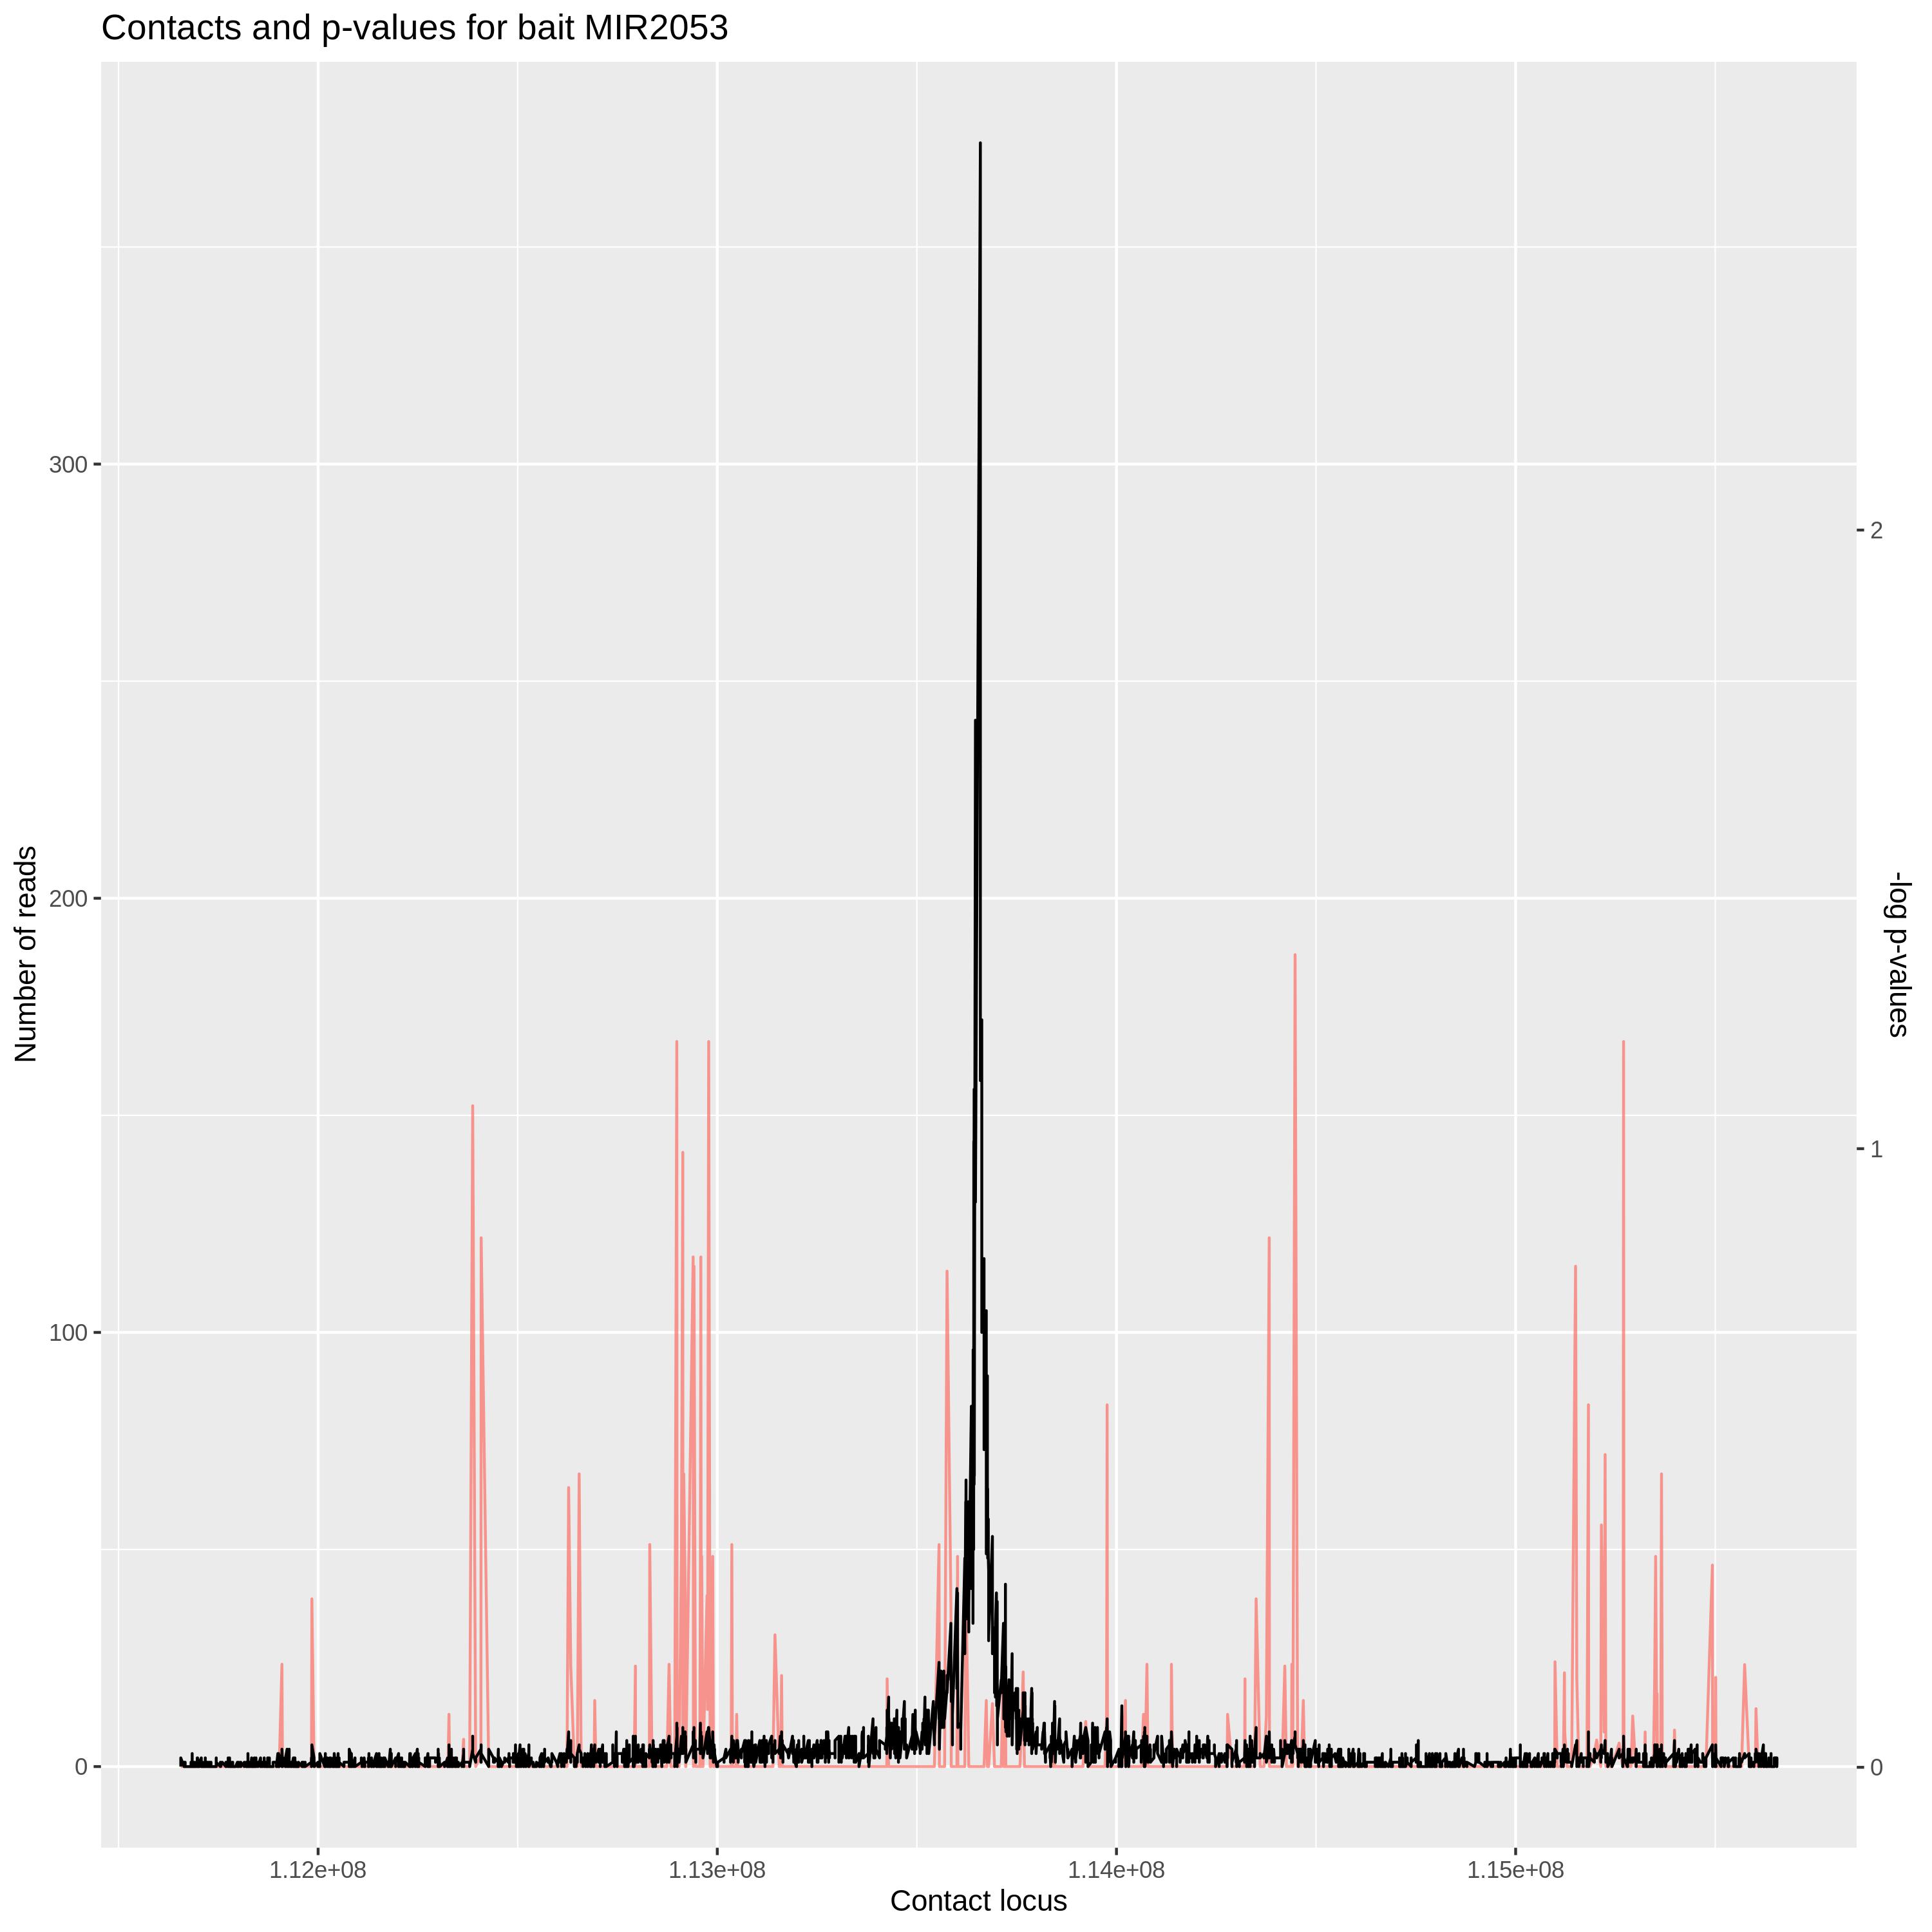 Contacts and p-values for bait MIR2053
300
200
100
0
Number of reads
2
1
0
-log p-values
1.12e+08
1.13e+08
1.14e+08
1.15e+08
Contact locus